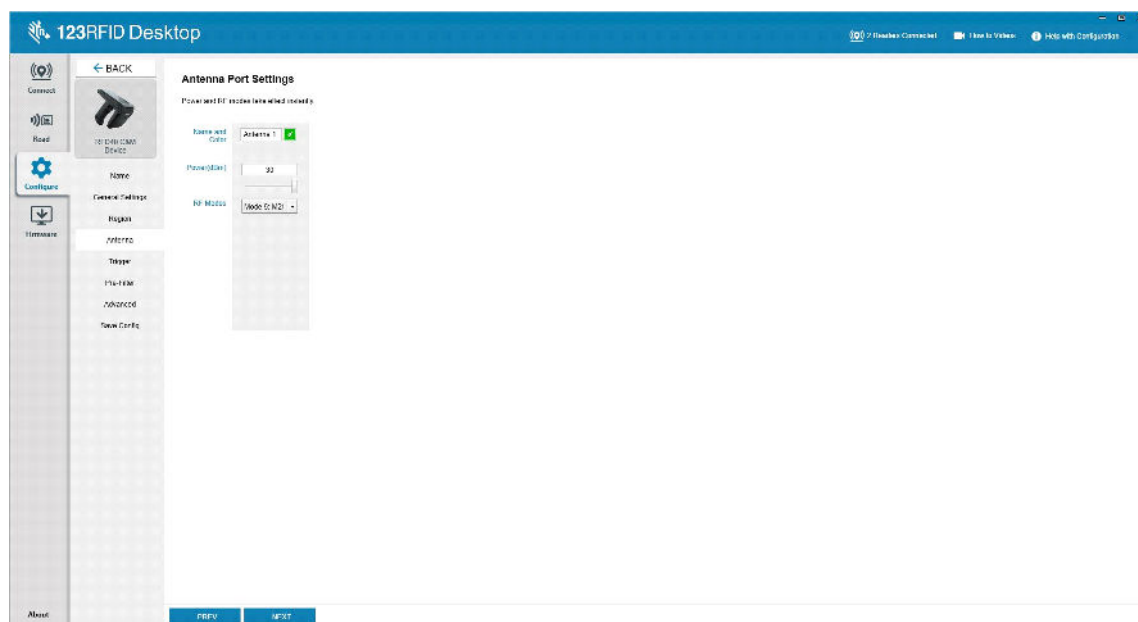 123RFID Desktop
2 Readers Connected
How to Videos
Help with Configuration
Connect
Read
Configure
Firmware
About
BACK
Device
Name
General Settings
Region
Antenna
Trigger
Pre-Filter
Advanced
Save Config
Antenna Port Settings
Power and RF modes take effect instantly
Name and
Color
Antenna 1
Power(dBm)
30
RF Modes
PREV
NEXT